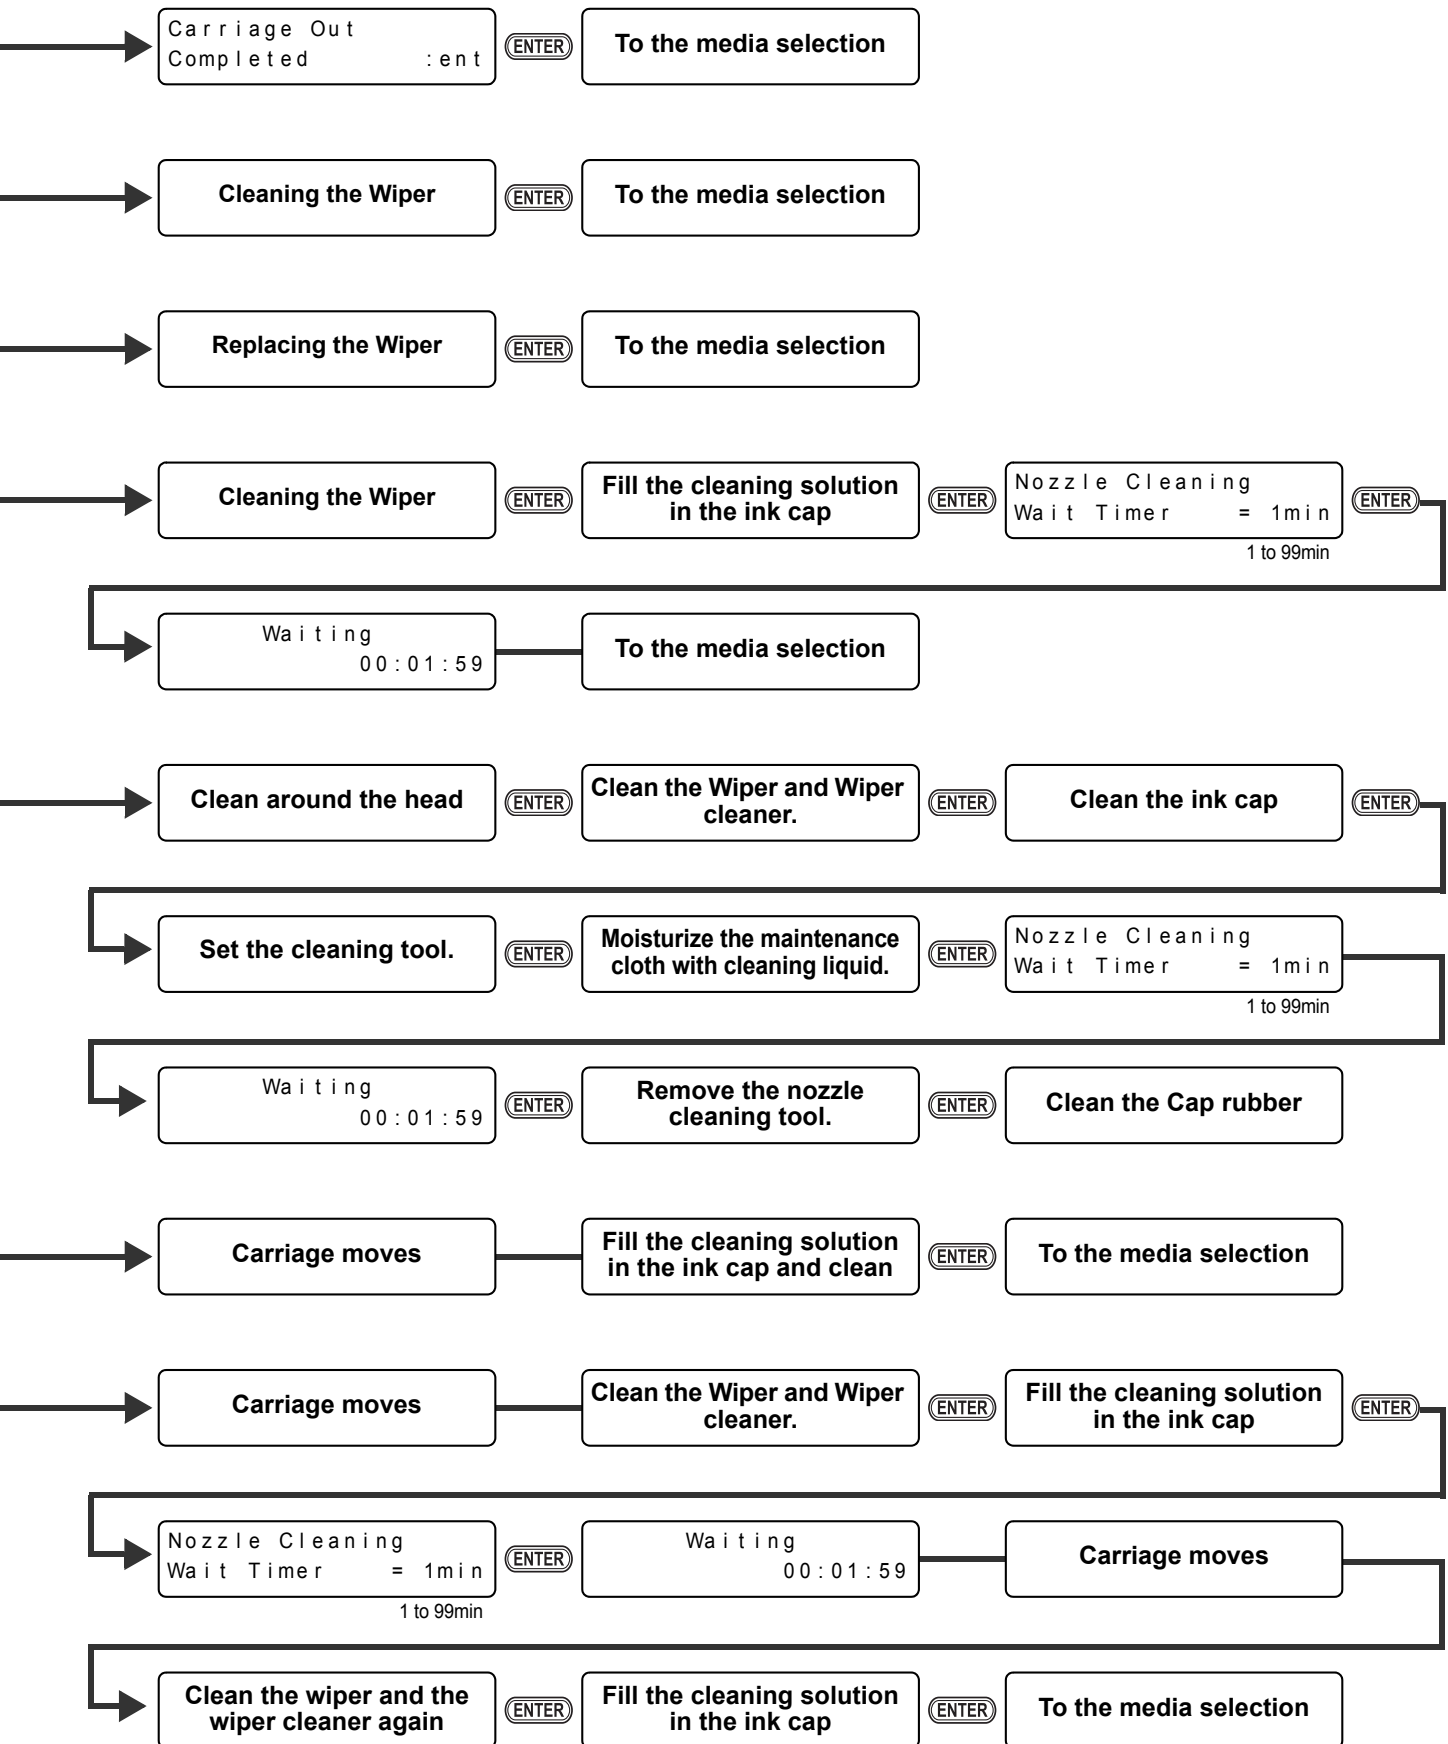 Carriage Out
Completed :ent
ENTER
To the media selection
Cleaning the Wiper
ENTER
To the media selection
Replacing the Wiper
ENTER
To the media selection
Cleaning the Wiper
ENTER
Fill the cleaning solution
in the ink cap
ENTER
Nozzle Cleaning
Wait Timer = 1min
ENTER
1 to 99min
Waiting
00:01:59
To the media selection
Clean around the head
ENTER
Clean the Wiper and Wiper
cleaner.
ENTER
Clean the ink cap
ENTER
Set the cleaning tool.
ENTER
Moisturize the maintenance
cloth with cleaning liquid.
ENTER
Nozzle Cleaning
Wait Timer = 1min
1 to 99min
Waiting
00:01:59
ENTER
Remove the nozzle
cleaning tool.
ENTER
Clean the Cap rubber
Carriage moves
Fill the cleaning solution
in the ink cap and clean
ENTER
To the media selection
Carriage moves
Clean the Wiper and Wiper
cleaner.
ENTER
Fill the cleaning solution
in the ink cap
ENTER
Nozzle Cleaning
Wait Timer = 1min
1 to 99min
ENTER
Waiting
00:01:59
Carriage moves
Clean the wiper and the
wiper cleaner again
ENTER
Fill the cleaning solution
in the ink cap
ENTER
To the media selection